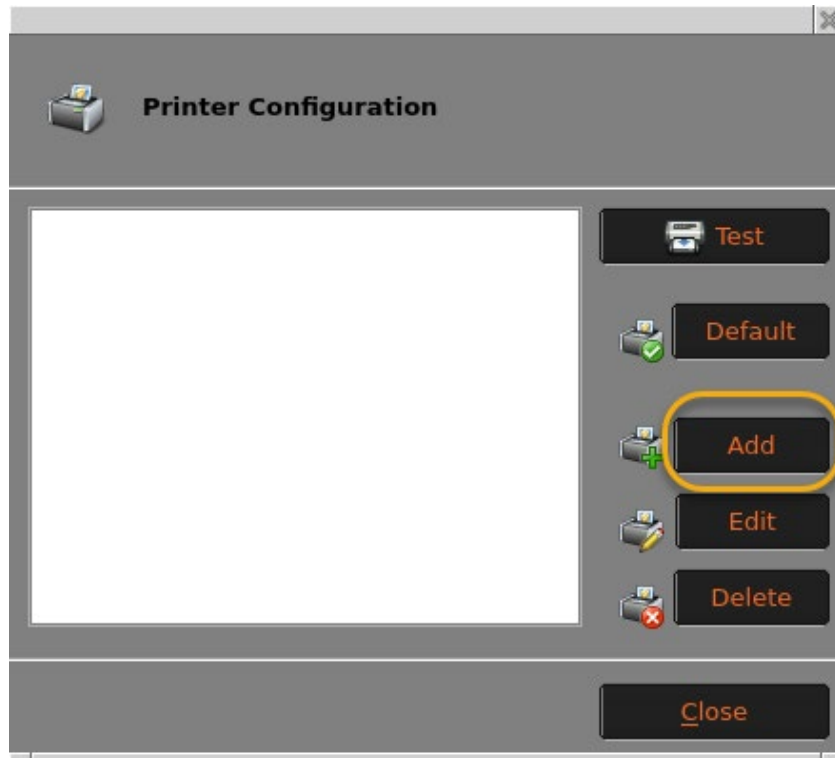 Printer Configuration
Test
Default
Add
Edit
Delete
Close